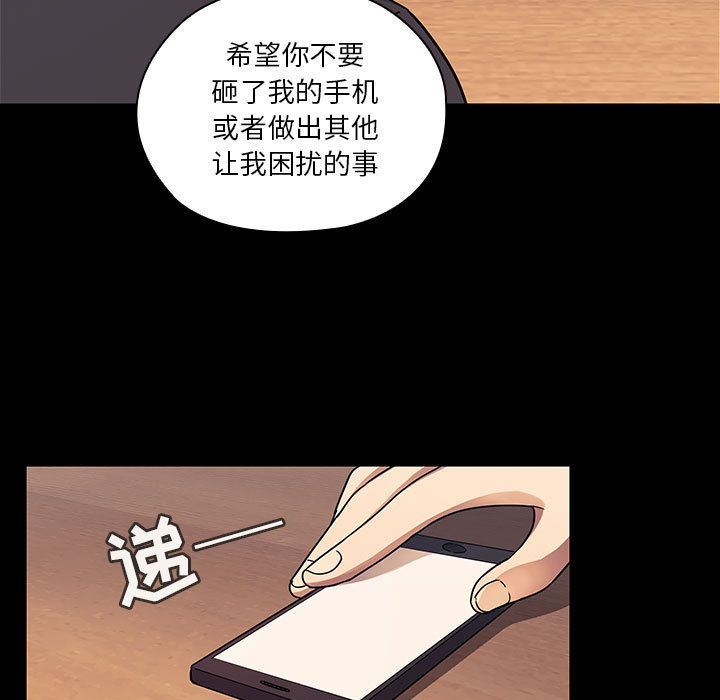 希望你不要
砸了我的手机
或者做出其他
让我困扰的事
递一